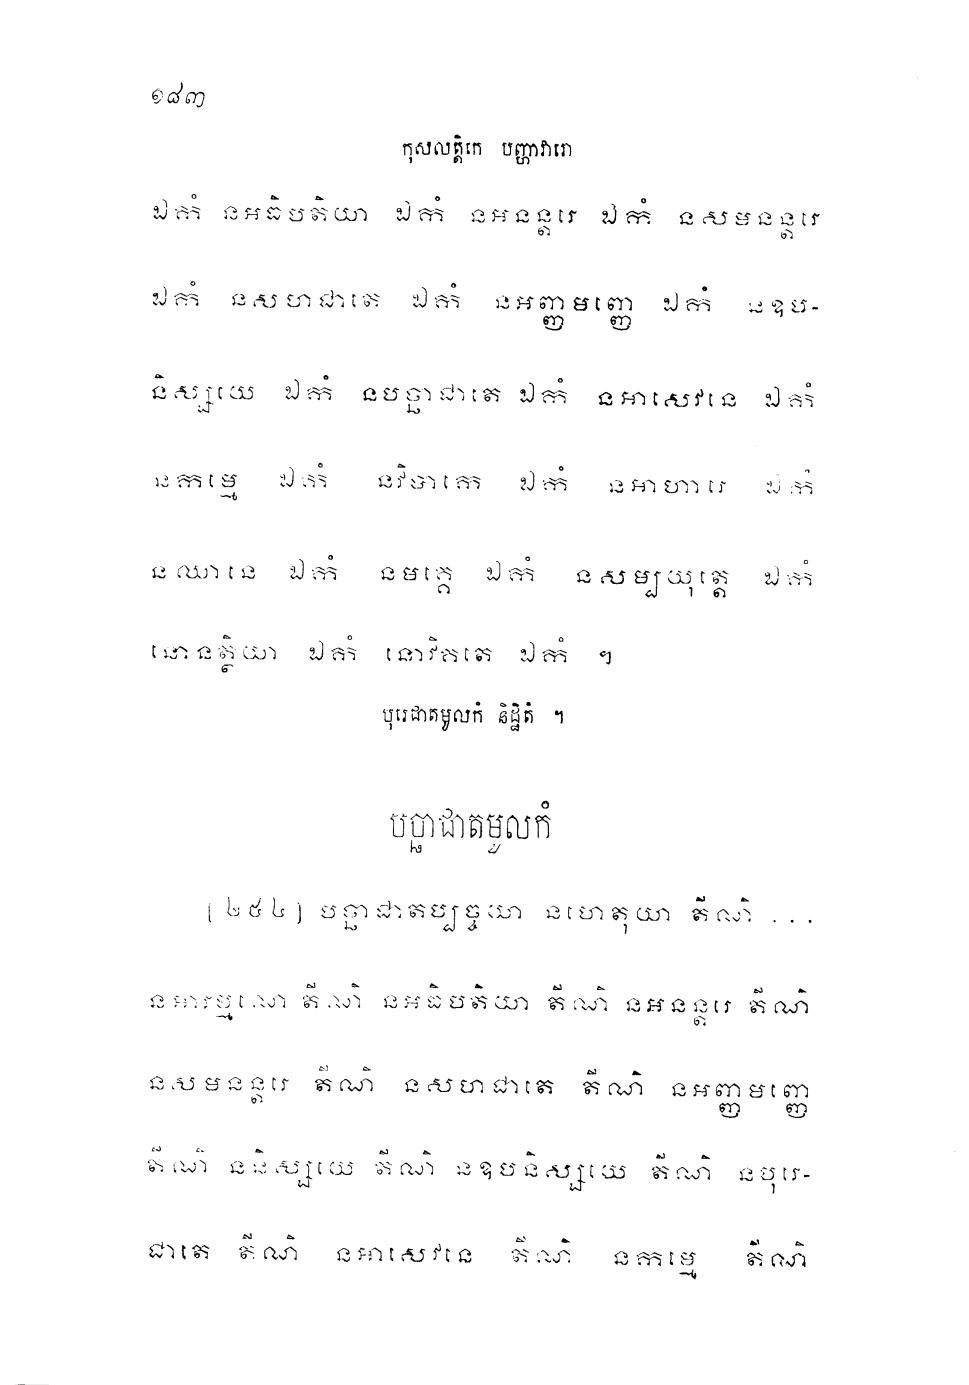 ១៨៣
កុសលត្តិកេ បញ្ហាវារោ
ឯកំ នអធិបតិយា ឯកំ នអនន្តរេ ឯកំ នសមនន្តរេ
ឯកំ នសហជាតេ ឯកំ នអញ្ញមញ្ញេ ឯកំ នឧប-
និស្សយេ ឯកំ នបច្ឆាជាតេ ឯកំ នអាសេវនេ ឯកំ
នកម្មេ ឯកំ នវិបាកេ ឯកំ នអាហារេ ឯកំ
នឈានេ ឯកំ នមគ្គេ ឯកំ នសម្បយុត្តេ ឯកំ
នោនត្ថិយា ឯកំ នោវិគតេ ឯកំ ។
បុរេជាតមូលកំ និដ្ឋិតំ ។
បច្ឆាជាតមូលកំ
(២៥៤) បច្ឆាជាតប្បច្ចយា នហេតុយា តីណិ ...
នអារម្មណេ តីណិ នអធិបតិយា តីណិ នអនន្តរេ តីណិ
នសមនន្តរេ តីណិ នសហជាតេ តីណិ នអញ្ញមញ្ញេ
តីណិ ននិស្សយេ តីណិ នឧបនិស្សយេ តីណិ នបុរេ-
ជាតេ តីណិ នអាសេវនេ តីណិ នកម្មេ តីណិ